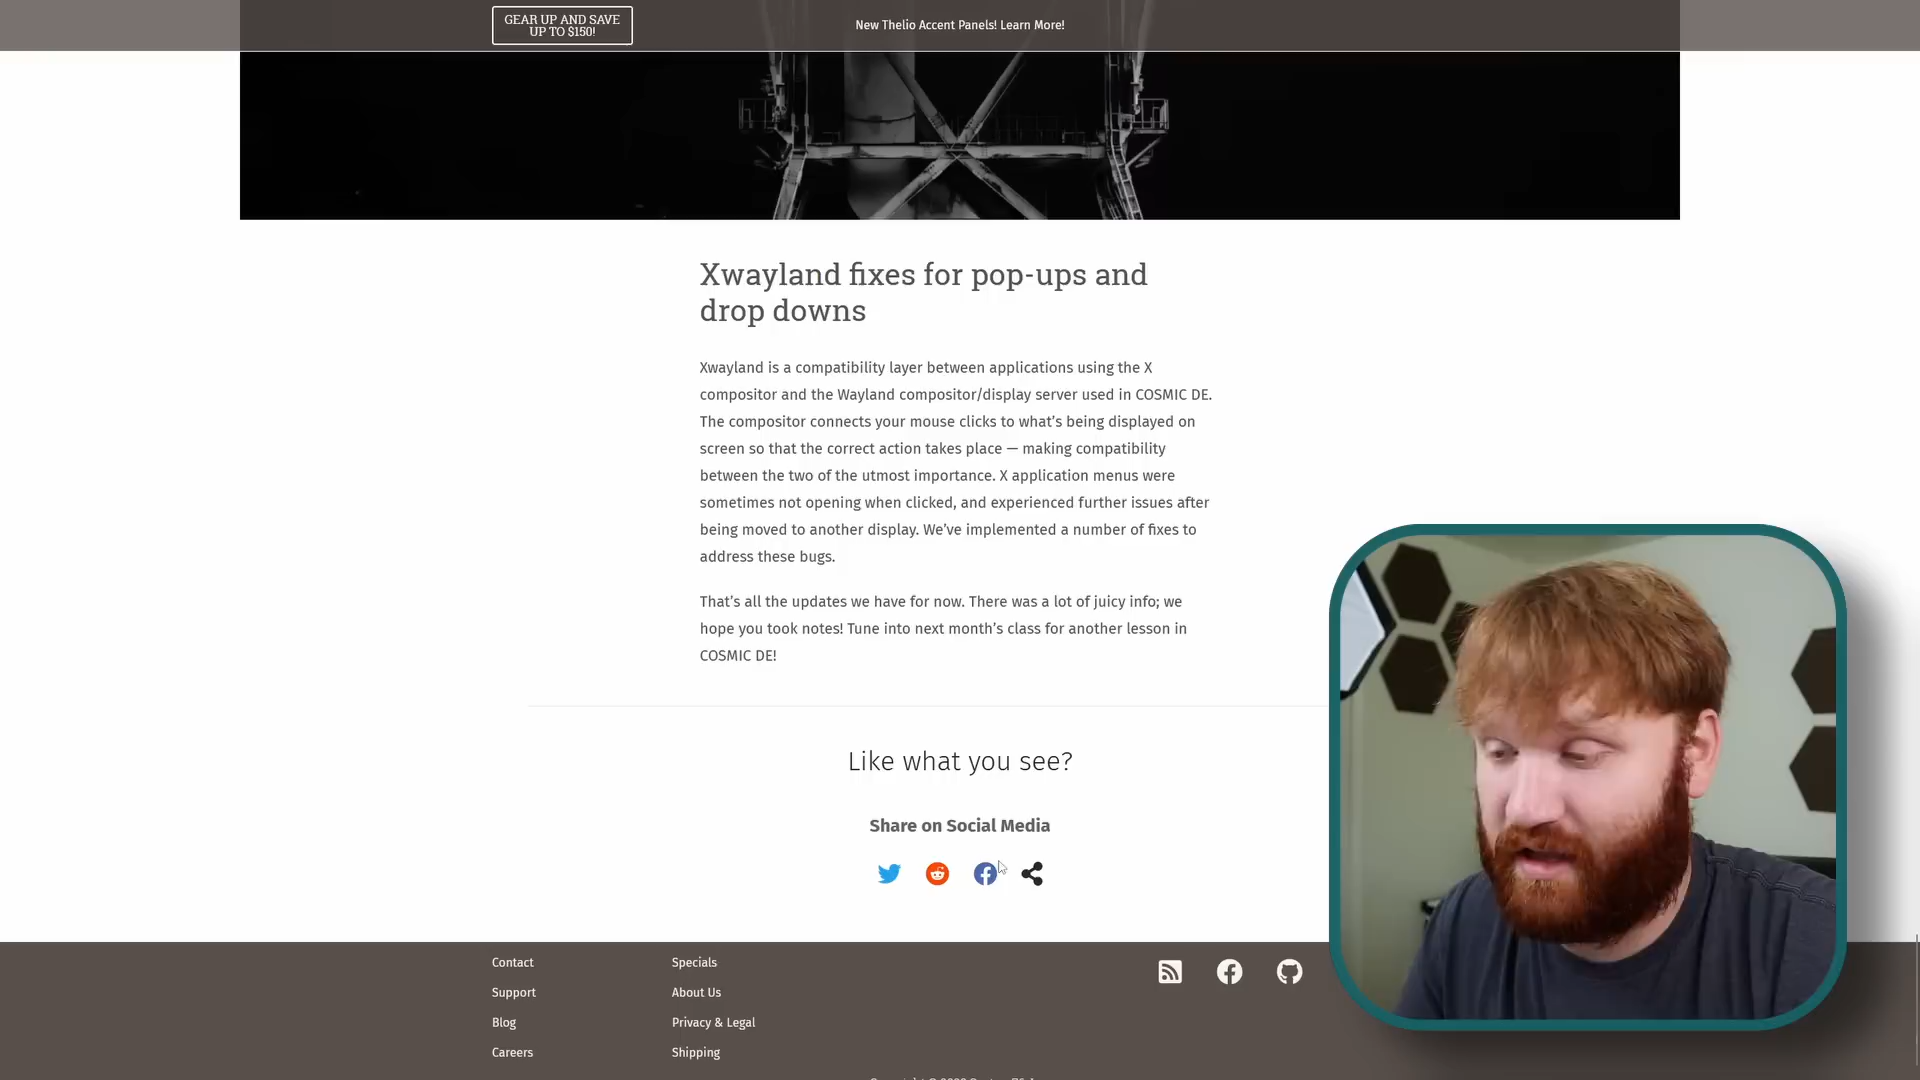 GEAR UP AND SAVE
UP TO $150!
New Thelio Accent Panels! Learn More!
Xwayland fixes for pop-ups and
drop downs
Xwayland is a compatibility layer between applications using the X
compositor and the Wayland compositor/display server used in COSMIC DE.
The compositor connects your mouse clicks to what’s being displayed on
screen so that the correct action takes place — making compatibility
between the two of the utmost importance. X application menus were
sometimes not opening when clicked, and experienced further issues after
being moved to another display. We’ve implemented a number of fixes to
address these bugs.
That’s all the updates we have for now. There was a lot of juicy info; we
hope you took notes! Tune into next month’s class for another lesson in
COSMIC DE!
Like what you see?
Share on Social Media
Contact
Support
Blog
Careers
Specials
About Us
Privacy & Legal
Shipping